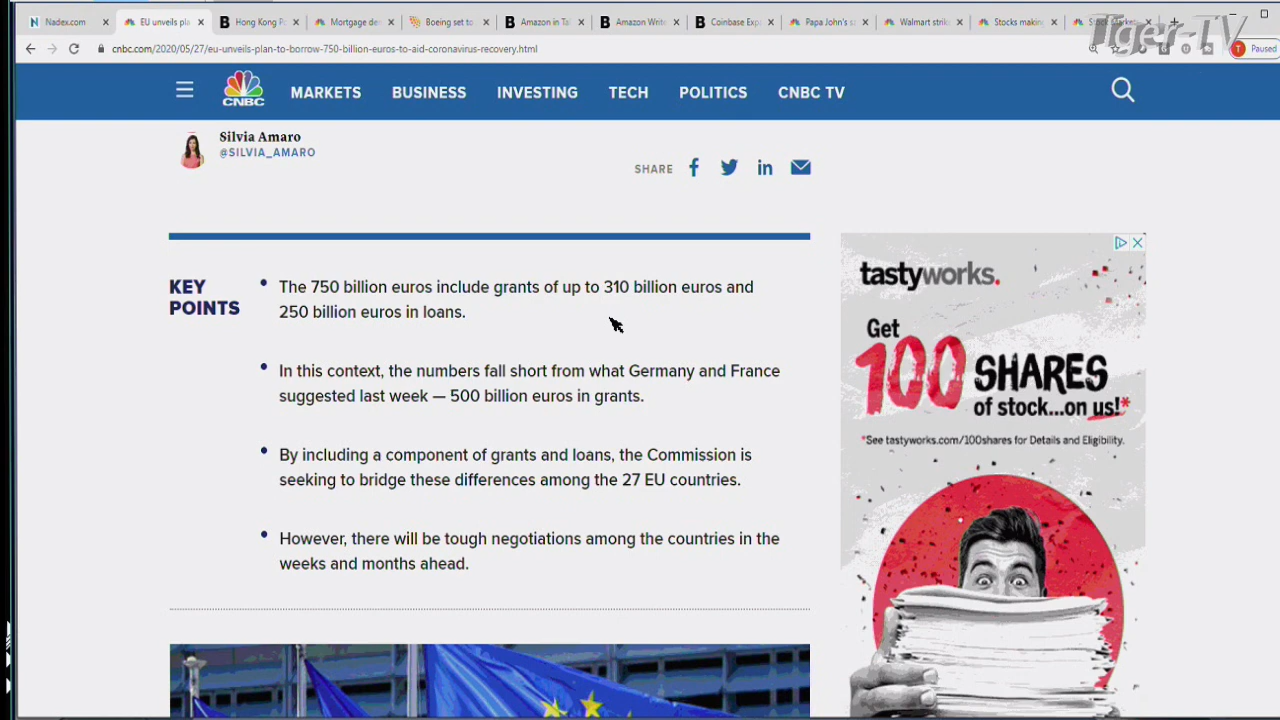 Nadex.com
EU unveils pla
Hong Kong Po
Mortgage de
Boeing set to
Amazon in Ta
Amazon Write
Coinbase Exp
Papa John's s
Walmart strik
Stocks makin
Tiger-TV
cnbc.com/2020/05/27/eu-unveils-plan-to-borrow-750-billion-euros-to-aid-coronavirus-recovery.html
T
Paused
CNBC
MARKETS
BUSINESS
INVESTING
TECH
POLITICS
CNBC TV
Silvia Amaro
@SILVIA_AMARO
SHARE
KEY
POINTS
The 750 billion euros include grants of up to 310 billion euros and
250 billion euros in loans.
In this context, the numbers fall short from what Germany and France
suggested last week — 500 billion euros in grants.
By including a component of grants and loans, the Commission is
seeking to bridge these differences among the 27 EU countries.
However, there will be tough negotiations among the countries in the
weeks and months ahead.
tastyworks.
Get
100 SHARES
of stock...on us!*
*See tastyworks.com/100shares for Details and Eligibility.